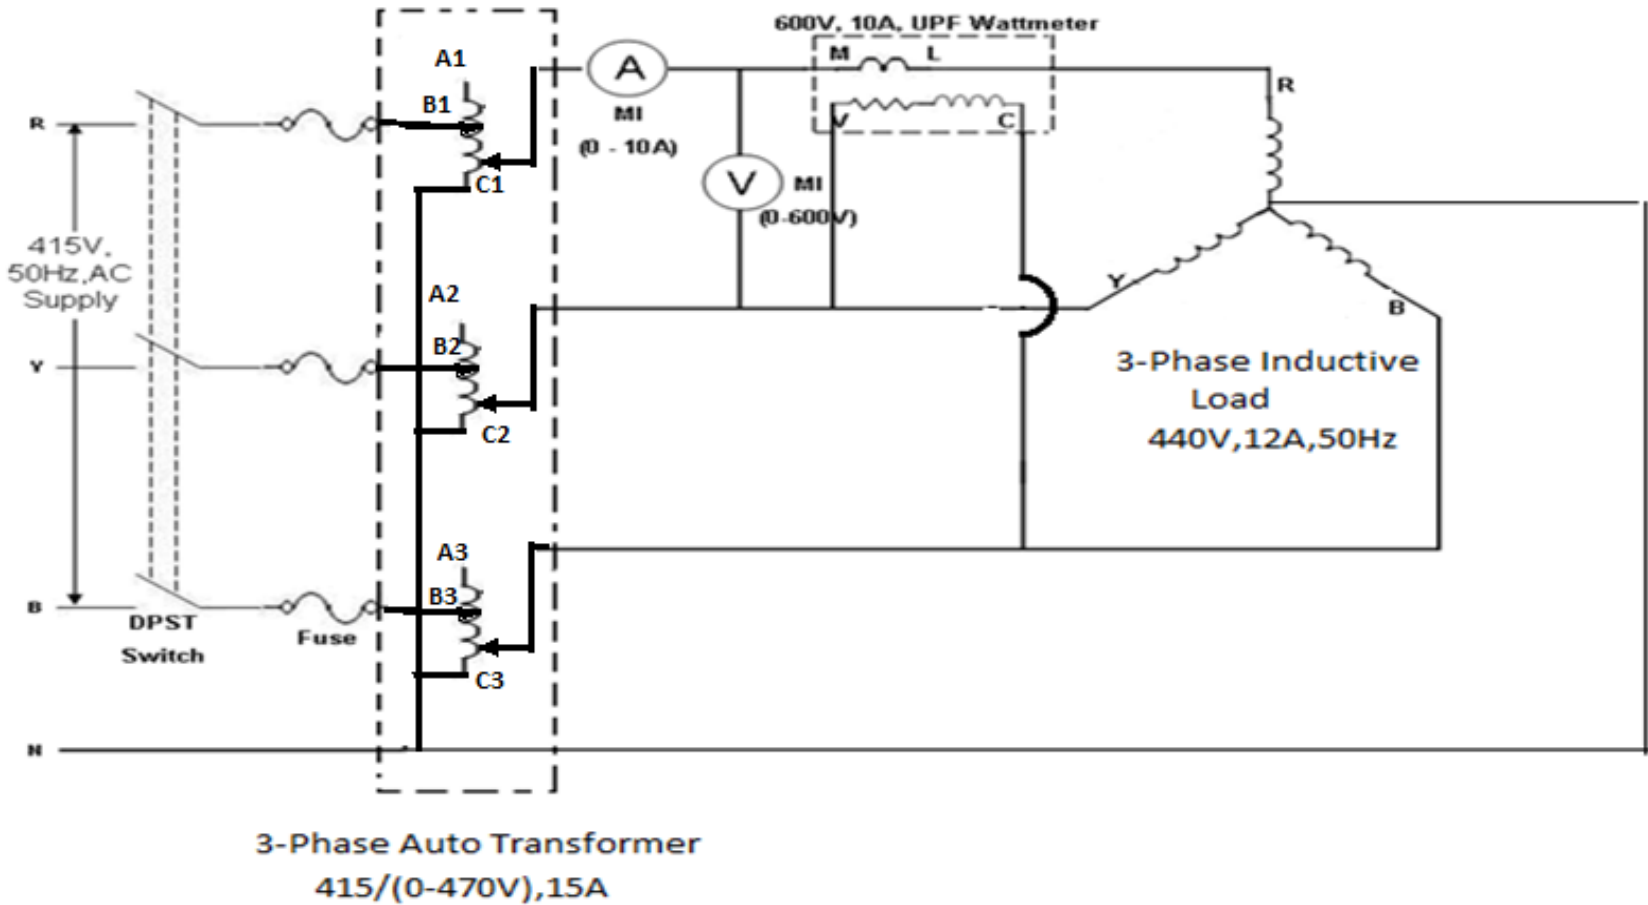 600V, 10A, UPF Wattmeter
A1
A
M
L
R
B1
R
MI
V
C
(0 - 10A)
C1
V
MI
(0-600V)
415V,
50Hz,AC
Supply
A2
Y
B
B2
Y
3-Phase Inductive
Load
440V,12A,50Hz
C2
A3
B3
B
DPST
Switch
Fuse
C3
N
3-Phase Auto Transformer
415/(0-470V),15A